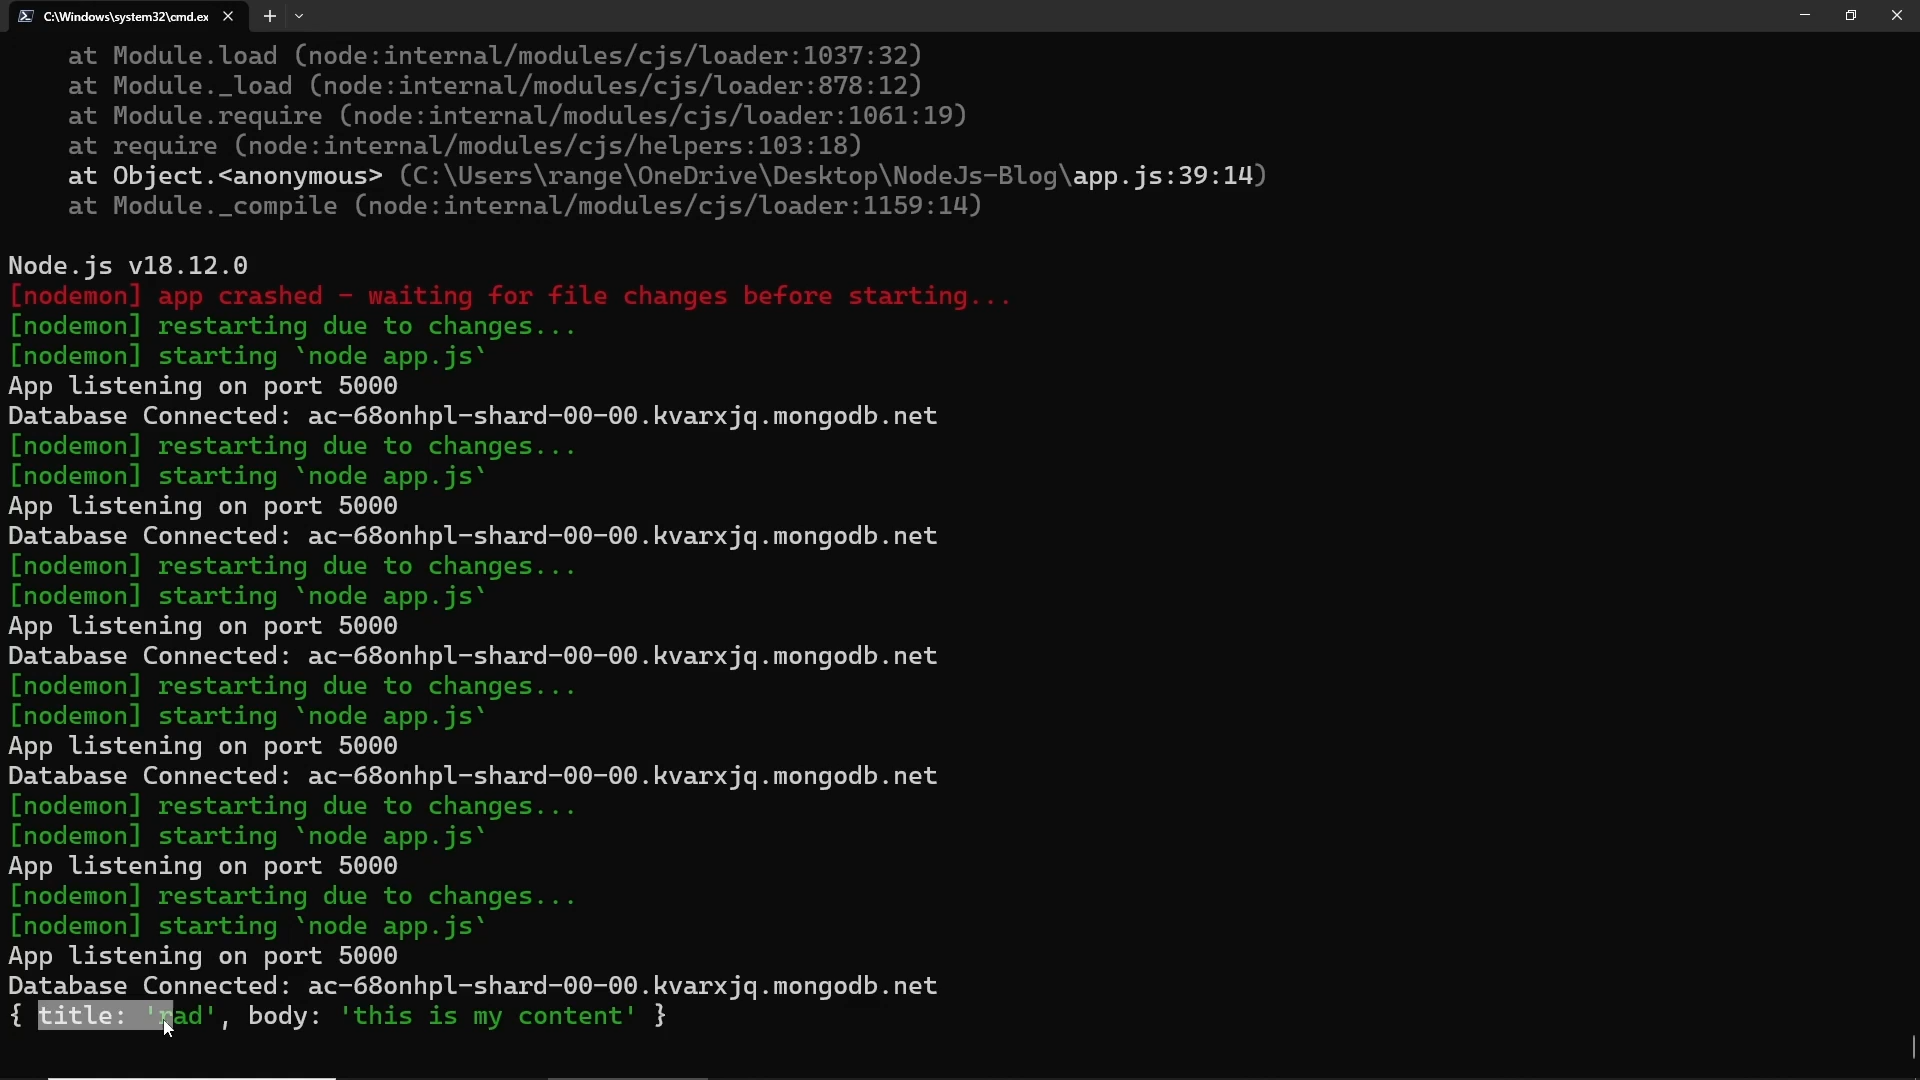 C:\Windows\system32\cmd.ex
at Module.load (node:internal/modules/cjs/loader:1037:32)
at Module._load (node:internal/modules/cjs/loader:878:12)
at Module.require (node:internal/modules/cjs/loader:1061:19)
at require (node:internal/modules/cjs/helpers:103:18)
at Object.<anonymous> (C:\Users\range\OneDrive\Desktop\NodeJs-Blog\app.js:39:14)
at Module._compile (node:internal/modules/cjs/loader:1159:14)
Node.js v18.12.0
[nodemon] app crashed - waiting for file changes before starting...
[nodemon] restarting due to changes...
[nodemon] starting `node app.js`
App listening on port 5000
Database Connected: ac-68onhpl-shard-00-00.kvarxjq.mongodb.net
[nodemon] restarting due to changes...
[nodemon] starting `node app.js`
App listening on port 5000
Database Connected: ac-68onhpl-shard-00-00.kvarxjq.mongodb.net
[nodemon] restarting due to changes...
[nodemon] starting `node app.js`
App listening on port 5000
Database Connected: ac-68onhpl-shard-00-00.kvarxjq.mongodb.net
[nodemon] restarting due to changes...
[nodemon] starting `node app.js`
App listening on port 5000
Database Connected: ac-68onhpl-shard-00-00.kvarxjq.mongodb.net
[nodemon] restarting due to changes...
[nodemon] starting `node app.js`
App listening on port 5000
[nodemon] restarting due to changes...
[nodemon] starting `node app.js`
App listening on port 5000
Database Connected: ac-68onhpl-shard-00-00.kvarxjq.mongodb.net
{ title: 'rad', body: 'this is my content' }